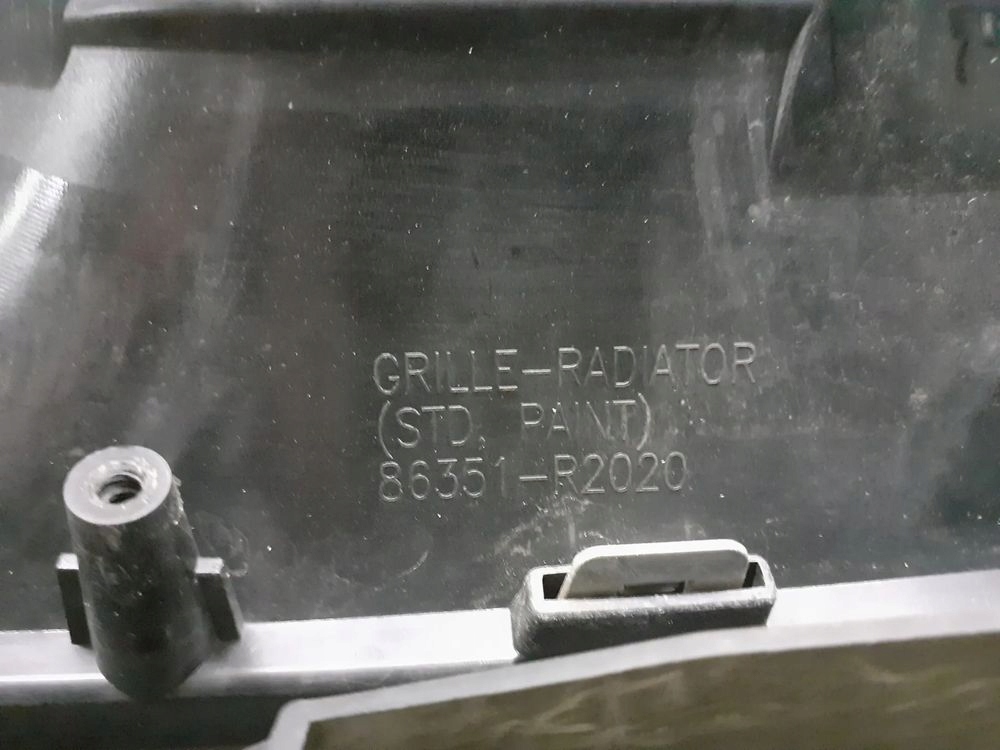 GRILLE-RADIATOR
(STD, PAINT)
86351-R2020